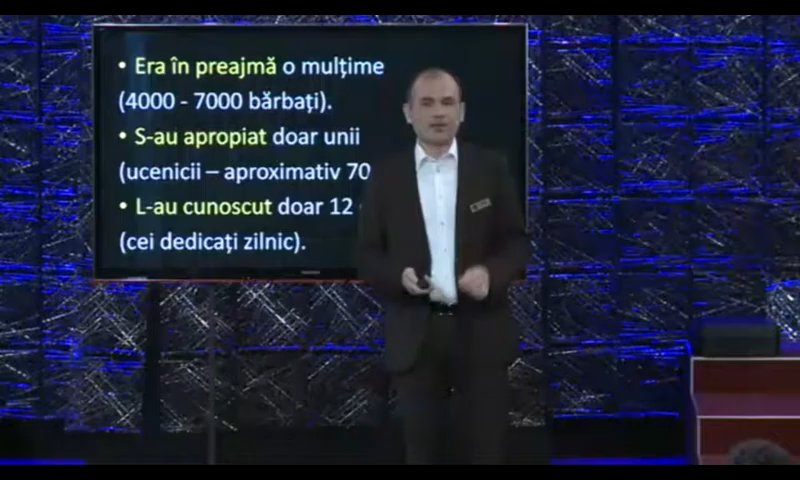 • Era în preajmă o mulțime
(4000 - 7000 bărbați).
• S-au apropiat doar unii
(ucenicii – aproximativ 70
• L-au cunoscut doar 12
(cei dedicați zilnic).